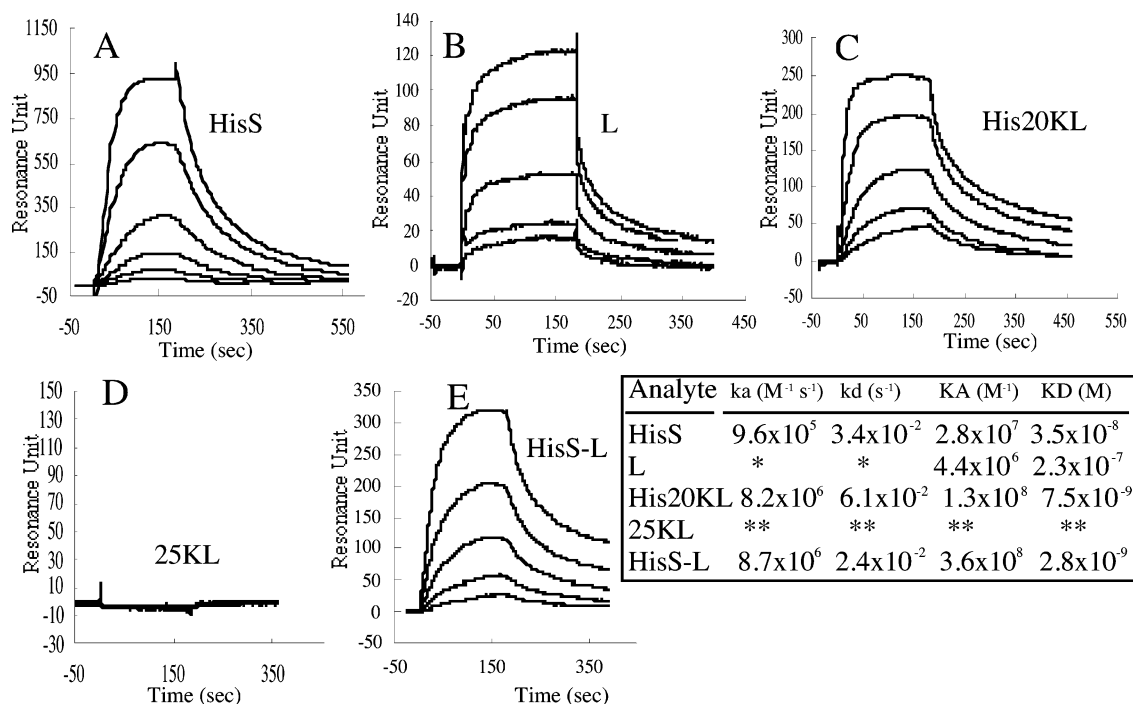 A
1150
950
750
550
350
150
-50
Resonance Unit
HisS
-50 150 350 550
Time (sec)
B
140
120
100
80
60
40
20
0
20
Resonance Unit
L
-50 50 150 250 350 450
Time (sec)
C
300
250
200
150
100
50
0
-50
Resonance Unit
His20KL
-50 50 150 250 350 450 550
Time (sec)
D
150
130
110
90
70
50
30
10
-10
-30
Resonance Unit
25KL
-50 150 350
Time (sec)
E
350
300
250
200
150
100
50
0
-50
Resonance Unit
HisS-L
-50 150 350
Time (sec)
Analyte ka (M⁻¹ s⁻¹) kd (s⁻¹) KA (M⁻¹) KD (M)
HisS 9.6x10⁵ 3.4x10⁻² 2.8x10⁷ 3.5x10⁻⁸
L * * 4.4x10⁶ 2.3x10⁻⁷
His20KL 8.2x10⁶ 6.1x10⁻² 1.3x10⁸ 7.5x10⁻⁹
25KL ** ** ** **
HisS-L 8.7x10⁶ 2.4x10⁻² 3.6x10⁸ 2.8x10⁻⁹